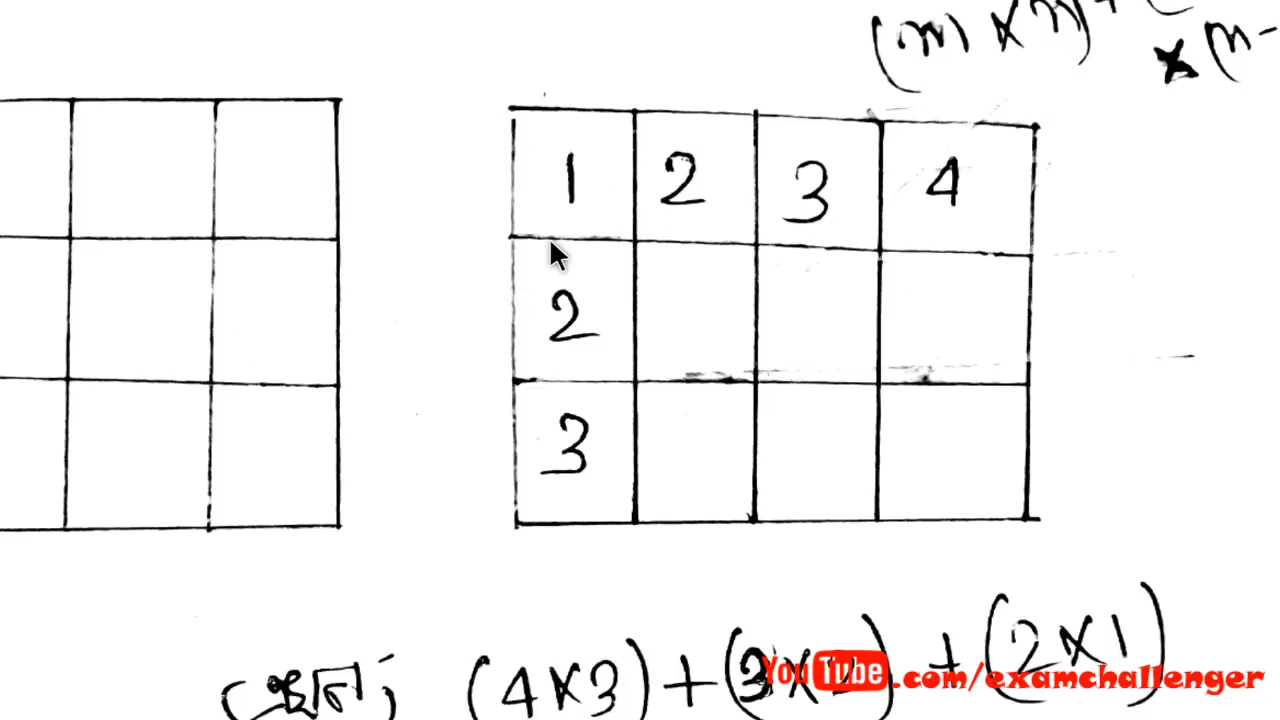 (m × n) +
× (m-
1 2 3 4
2
3
(4×3) + (3×2) + (2×1)
YouTube.com/examchallenger